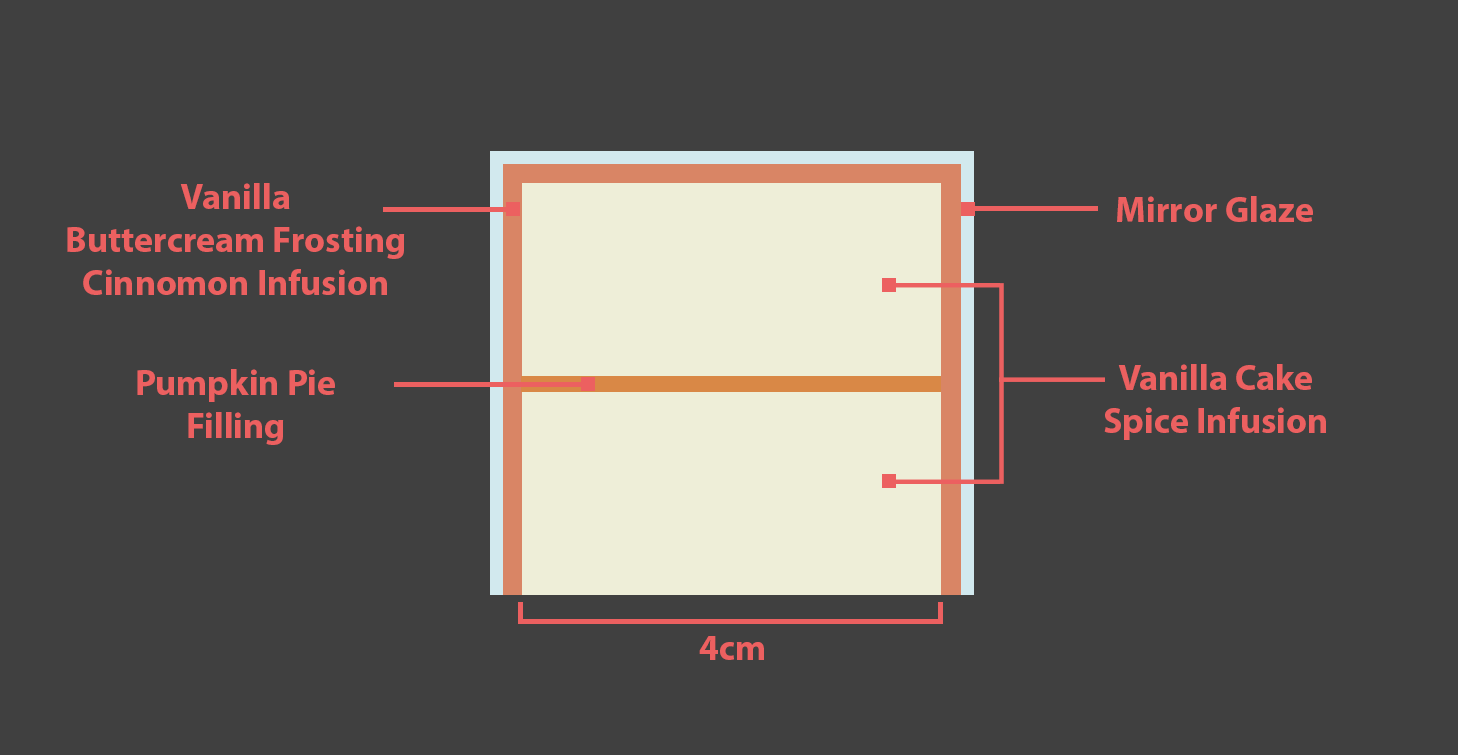 Vanilla
Buttercream Frosting
Cinnomon Infusion
Pumpkin Pie
Filling
Mirror Glaze
Vanilla Cake
Spice Infusion
4cm